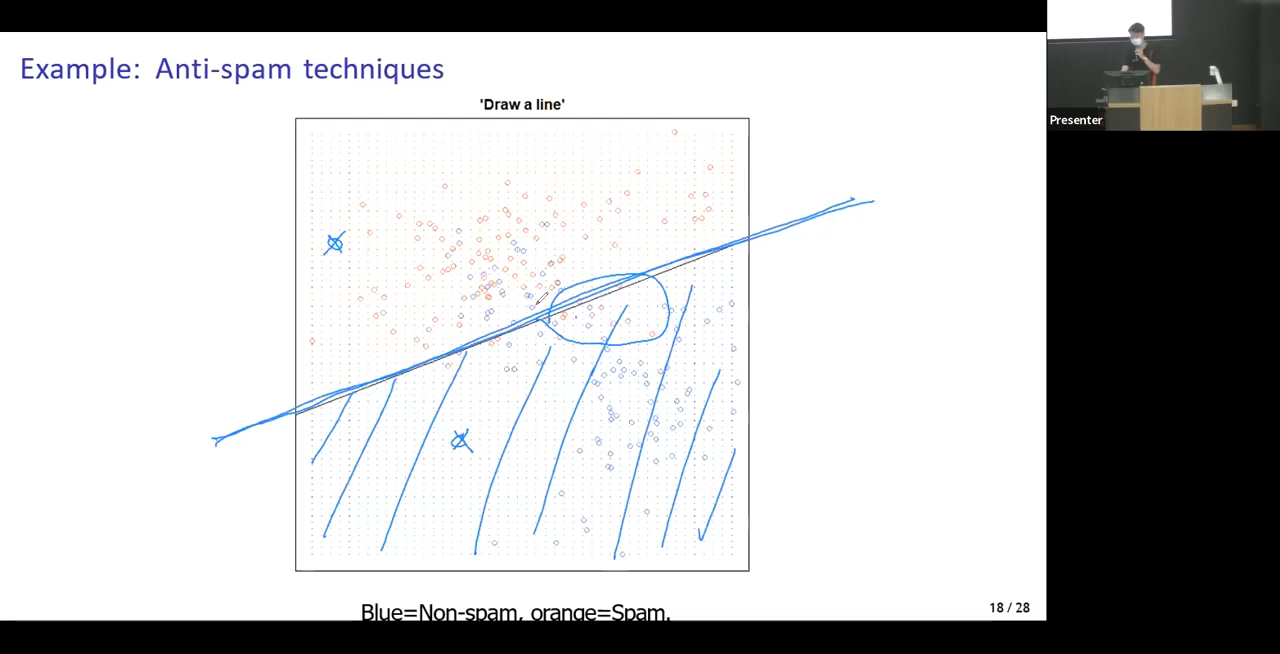 Example: Anti-spam techniques
'Draw a line'
Presenter
Blue=Non-spam, orange=Spam.
18 / 28